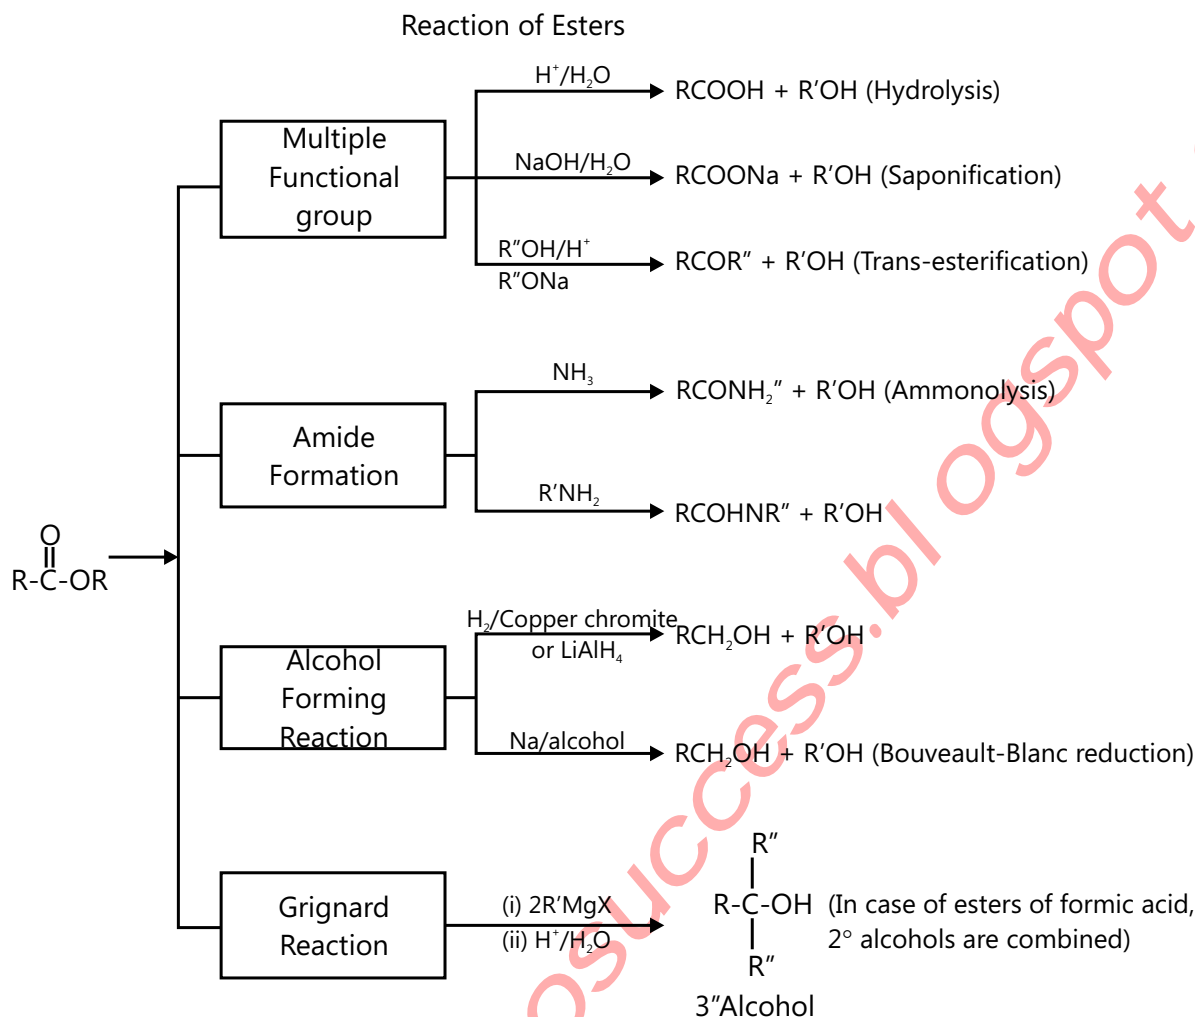 Reaction of Esters
H⁺/H₂O
RCOOH + R’OH (Hydrolysis)
Multiple
Functional
group
NaOH/H₂O
RCOONa + R’OH (Saponification)
R”OH/H⁺
R”ONa
RCOR” + R’OH (Trans-esterification)
NH₃
RCONH₂” + R’OH (Ammonolysis)
Amide
Formation
R’NH₂
RCOHNR” + R’OH
O
R-C-OR
H₂/Copper chromite
or LiAlH₄
RCH₂OH + R’OH
Alcohol
Forming
Reaction
Na/alcohol
RCH₂OH + R’OH (Bouveault-Blanc reduction)
Grignard
Reaction
(i) 2R’MgX
(ii) H⁺/H₂O
R”
R-C-OH (In case of esters of formic acid,
2° alcohols are combined)
R”
3”Alcohol
osuccess.bl ogspot